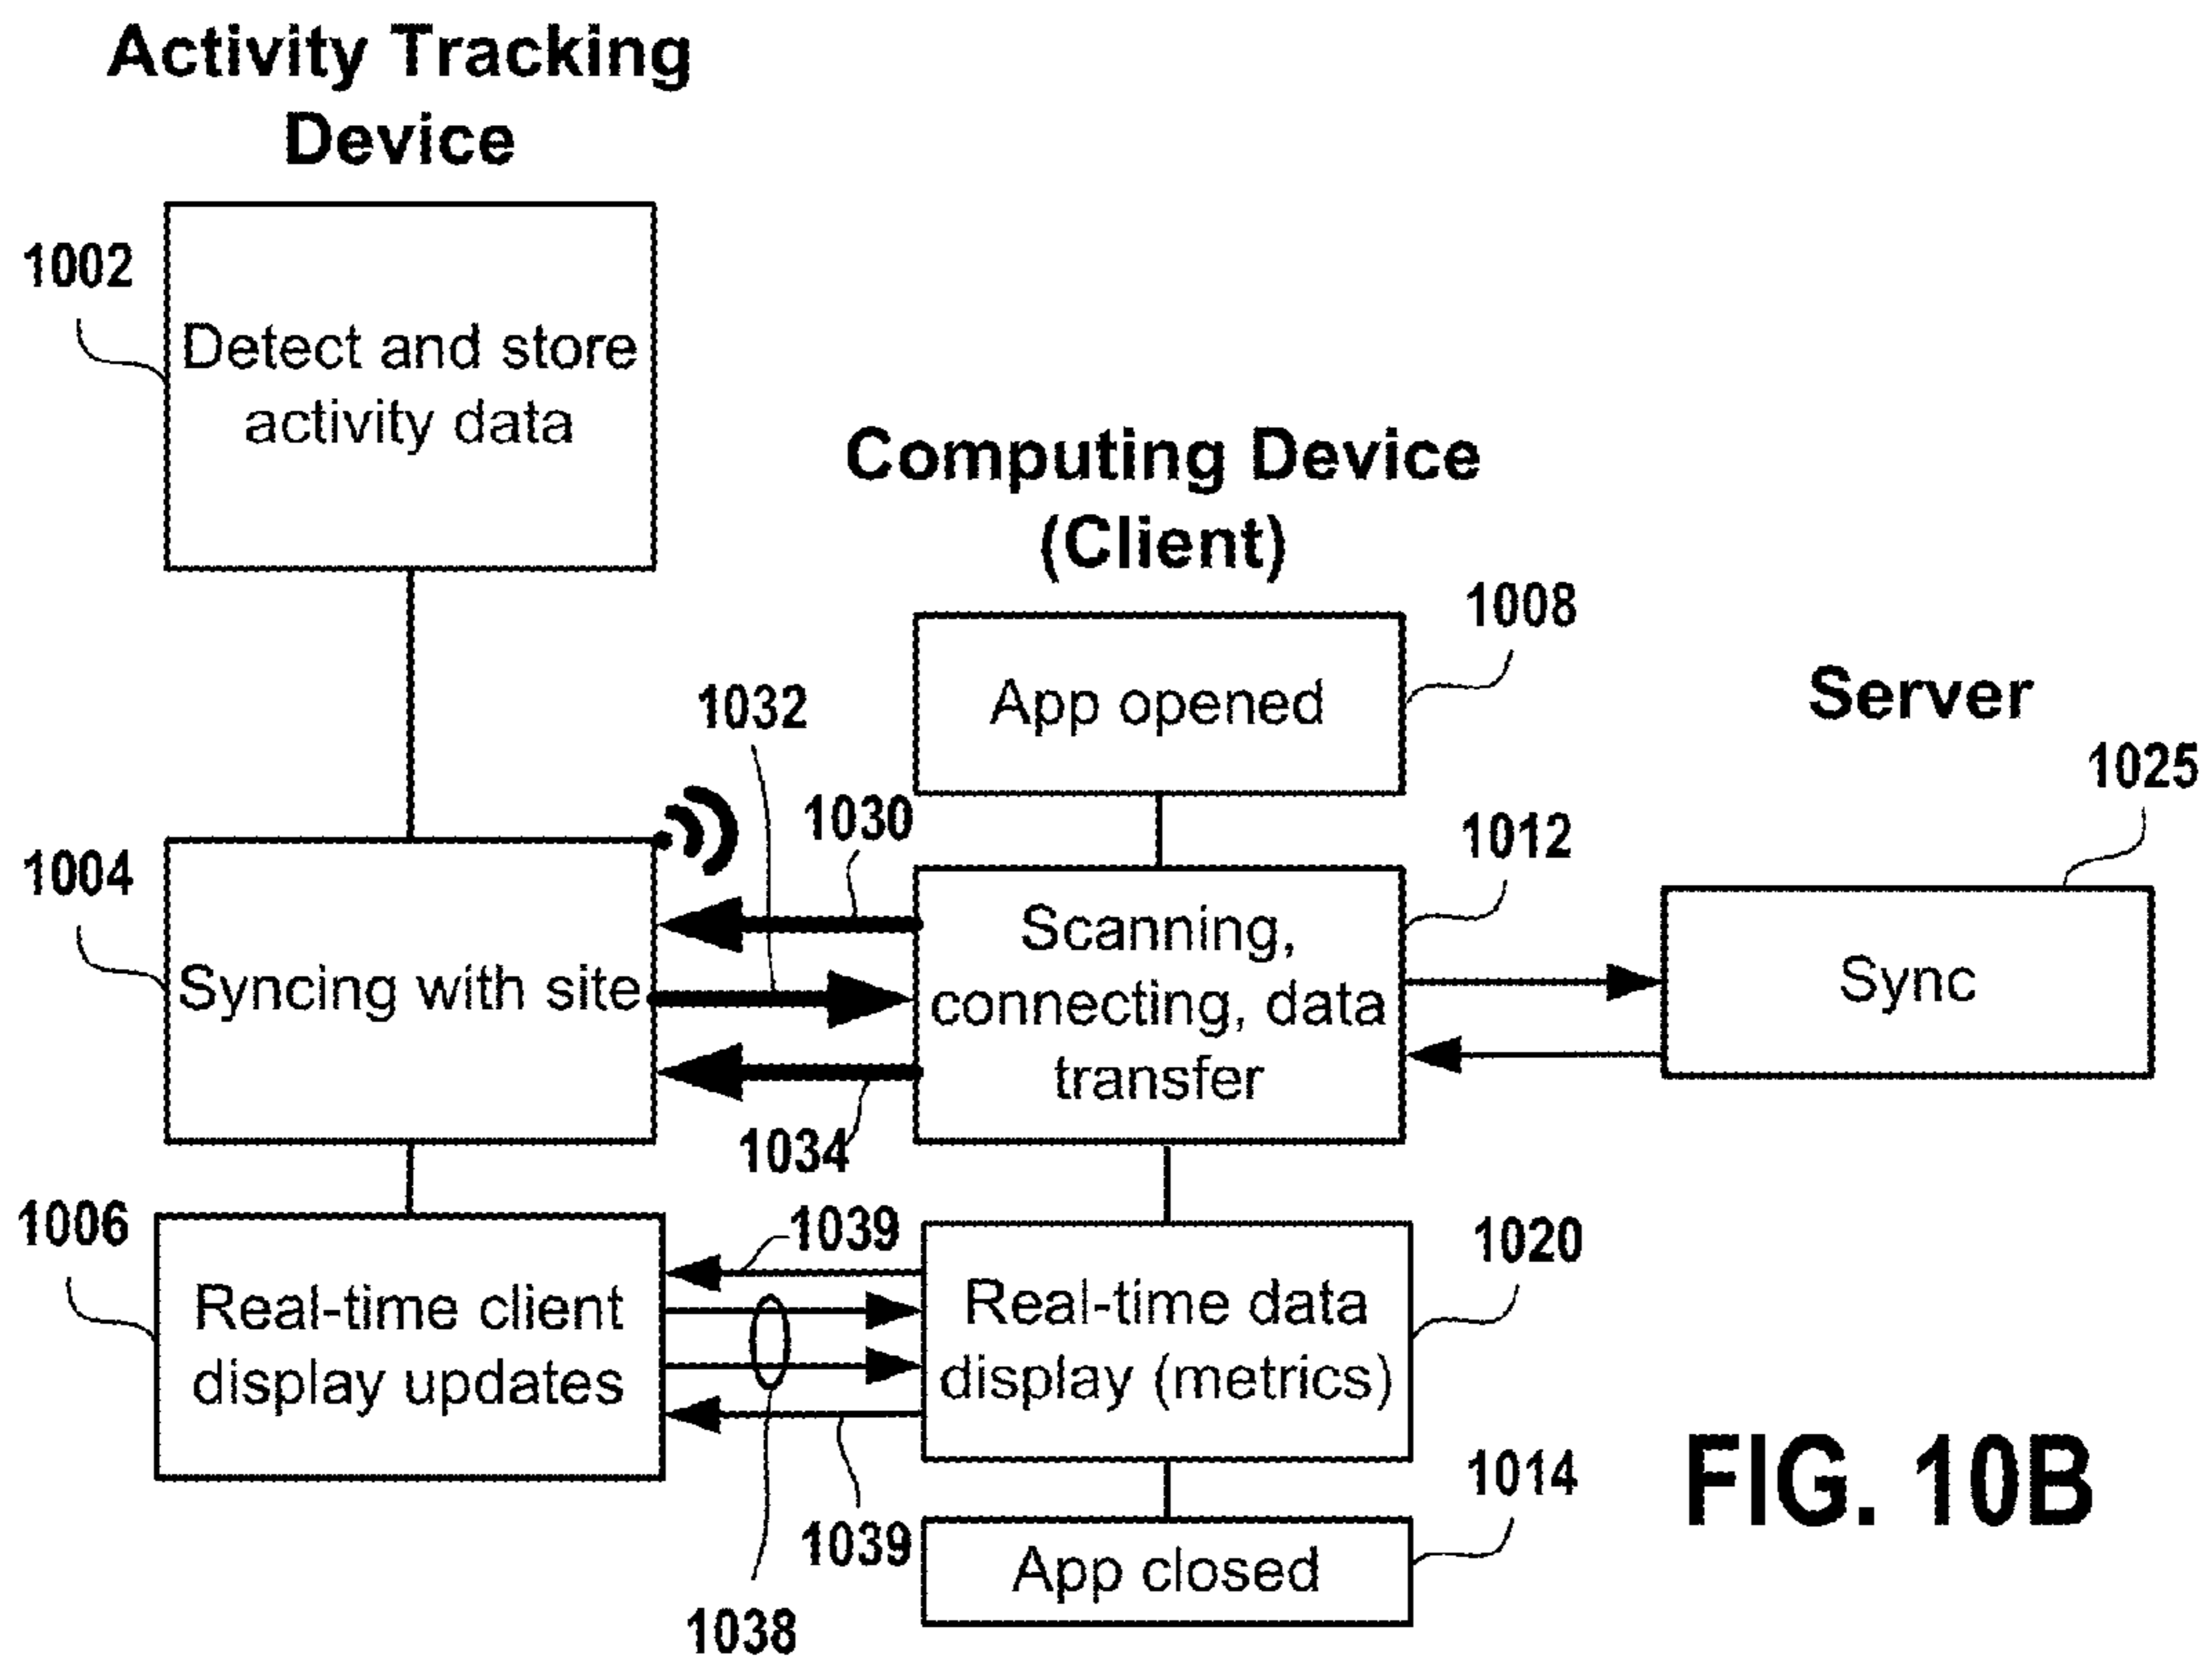 Activity Tracking
Device
1002
Detect and store
activity data
Computing Device
(Client)
1008
App opened
Server
1032
1025
1030
1012
1004
Syncing with site
Scanning,
connecting, data
transfer
Sync
1034
1006
1039
1020
Real-time client
display updates
Real-time data
display (metrics)
1014
1039
App closed
1038
FIG. 10B